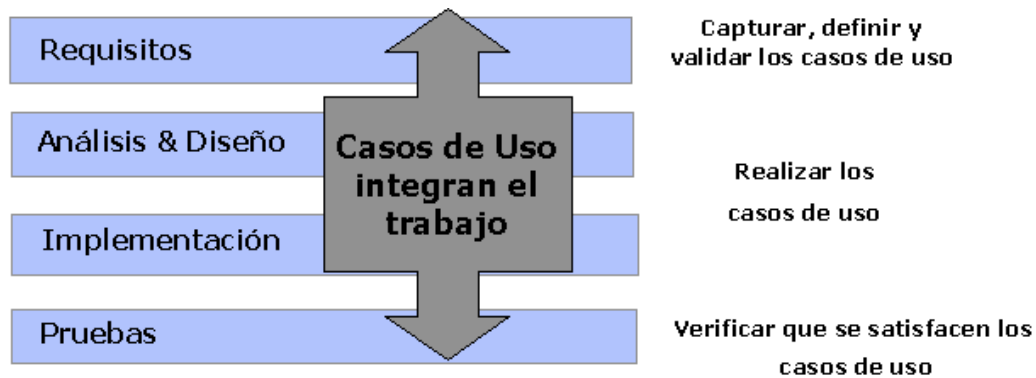 Requisitos
Capturar, definir y
validar los casos de uso
Análisis & Diseño
Casos de Uso
integran el
trabajo
Realizar los
casos de uso
Implementación
Pruebas
Verificar que se satisfacen los
casos de uso